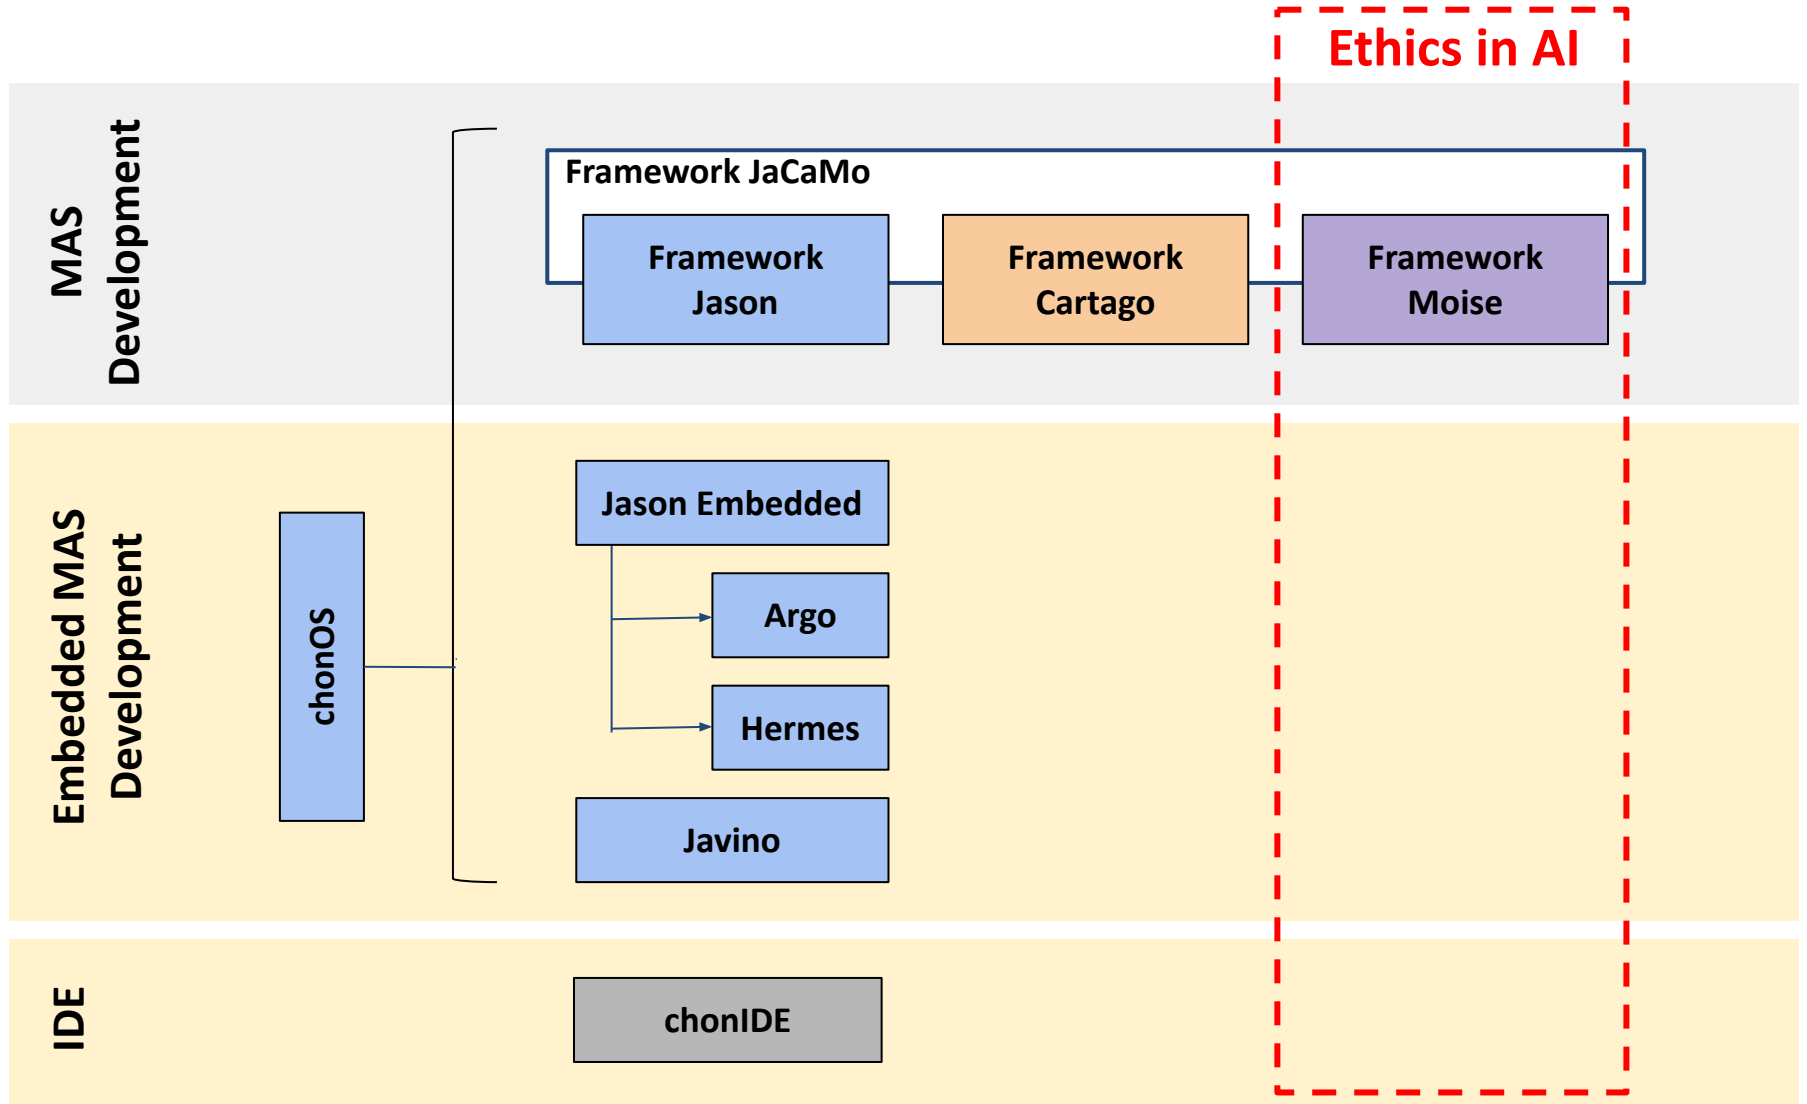 Ethics in AI
MAS
Development
Framework JaCaMo
Framework
Jason
Framework
Cartago
Framework
Moise
Embedded MAS
Development
chonOS
Jason Embedded
Argo
Hermes
Javino
IDE
chonIDE